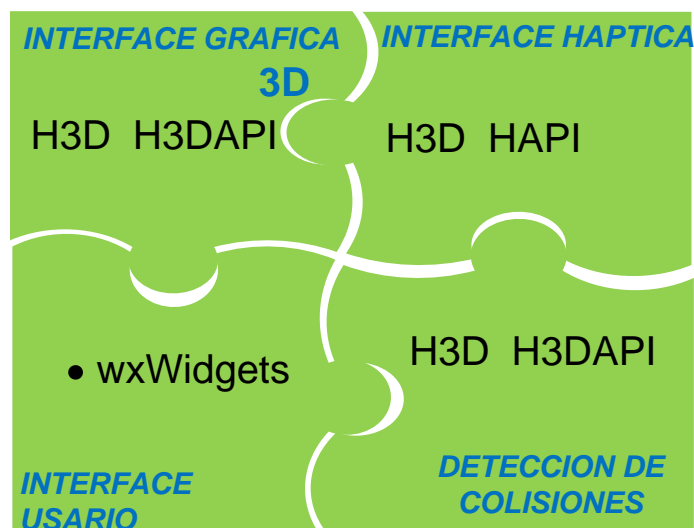 INTERFACE GRAFICA
3D
H3D H3DAPI
INTERFACE HAPTICA
H3D HAPI
• wxWidgets
INTERFACE
USARIO
H3D H3DAPI
DETECCION DE
COLISIONES